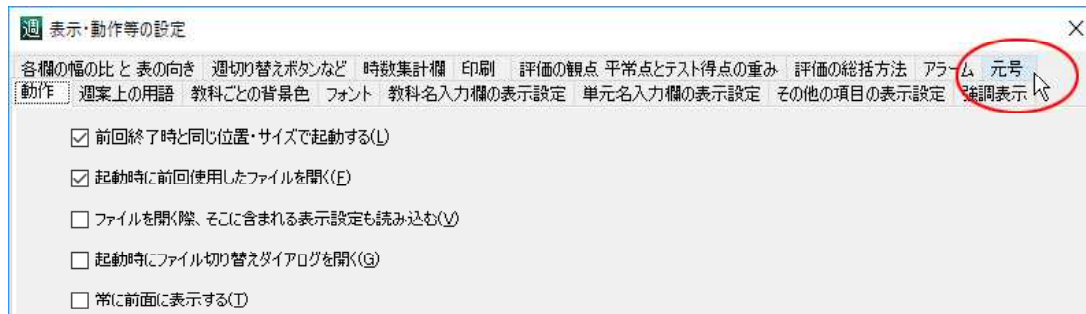 週 表示・動作等の設定
各欄の幅の比 と 表の向き 週切り替えボタンなど 時数集計欄 印刷 評価の観点 平常点とテスト得点の重み 評価の総括方法 アラーム 元号
動作 週案上の用語 教科ごとの背景色 フォント 教科名入力欄の表示設定 単元名入力欄の表示設定 その他の項目の表示設定 強調表示
前回終了時と同じ位置・サイズで起動する(L)
起動時に前回使用したファイルを開く(F)
ファイルを開く際、そこに含まれる表示設定も読み込む(V)
起動時にファイル切り替えダイアログを開く(G)
常に前面に表示する(T)